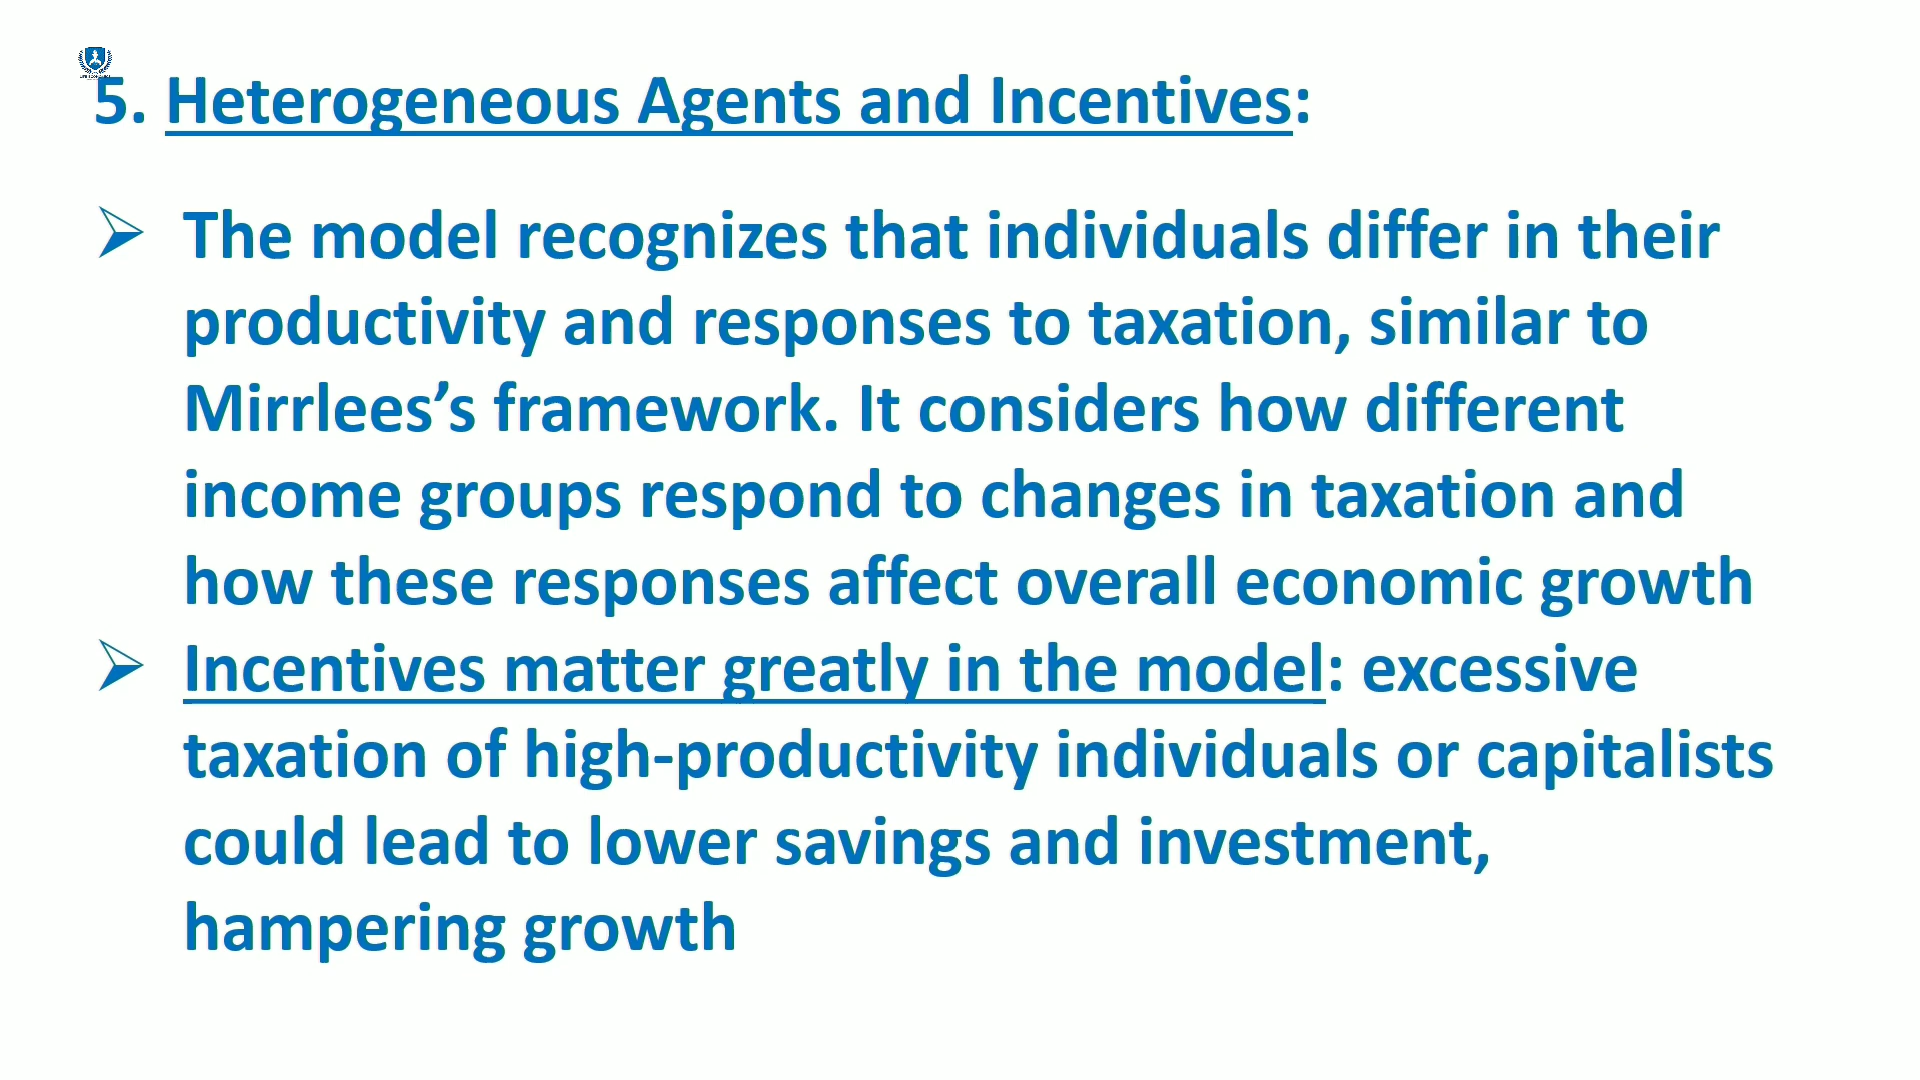 5. Heterogeneous Agents and Incentives:
The model recognizes that individuals differ in their
productivity and responses to taxation, similar to
Mirrlees’s framework. It considers how different
income groups respond to changes in taxation and
how these responses affect overall economic growth
Incentives matter greatly in the model: excessive
taxation of high-productivity individuals or capitalists
could lead to lower savings and investment,
hampering growth